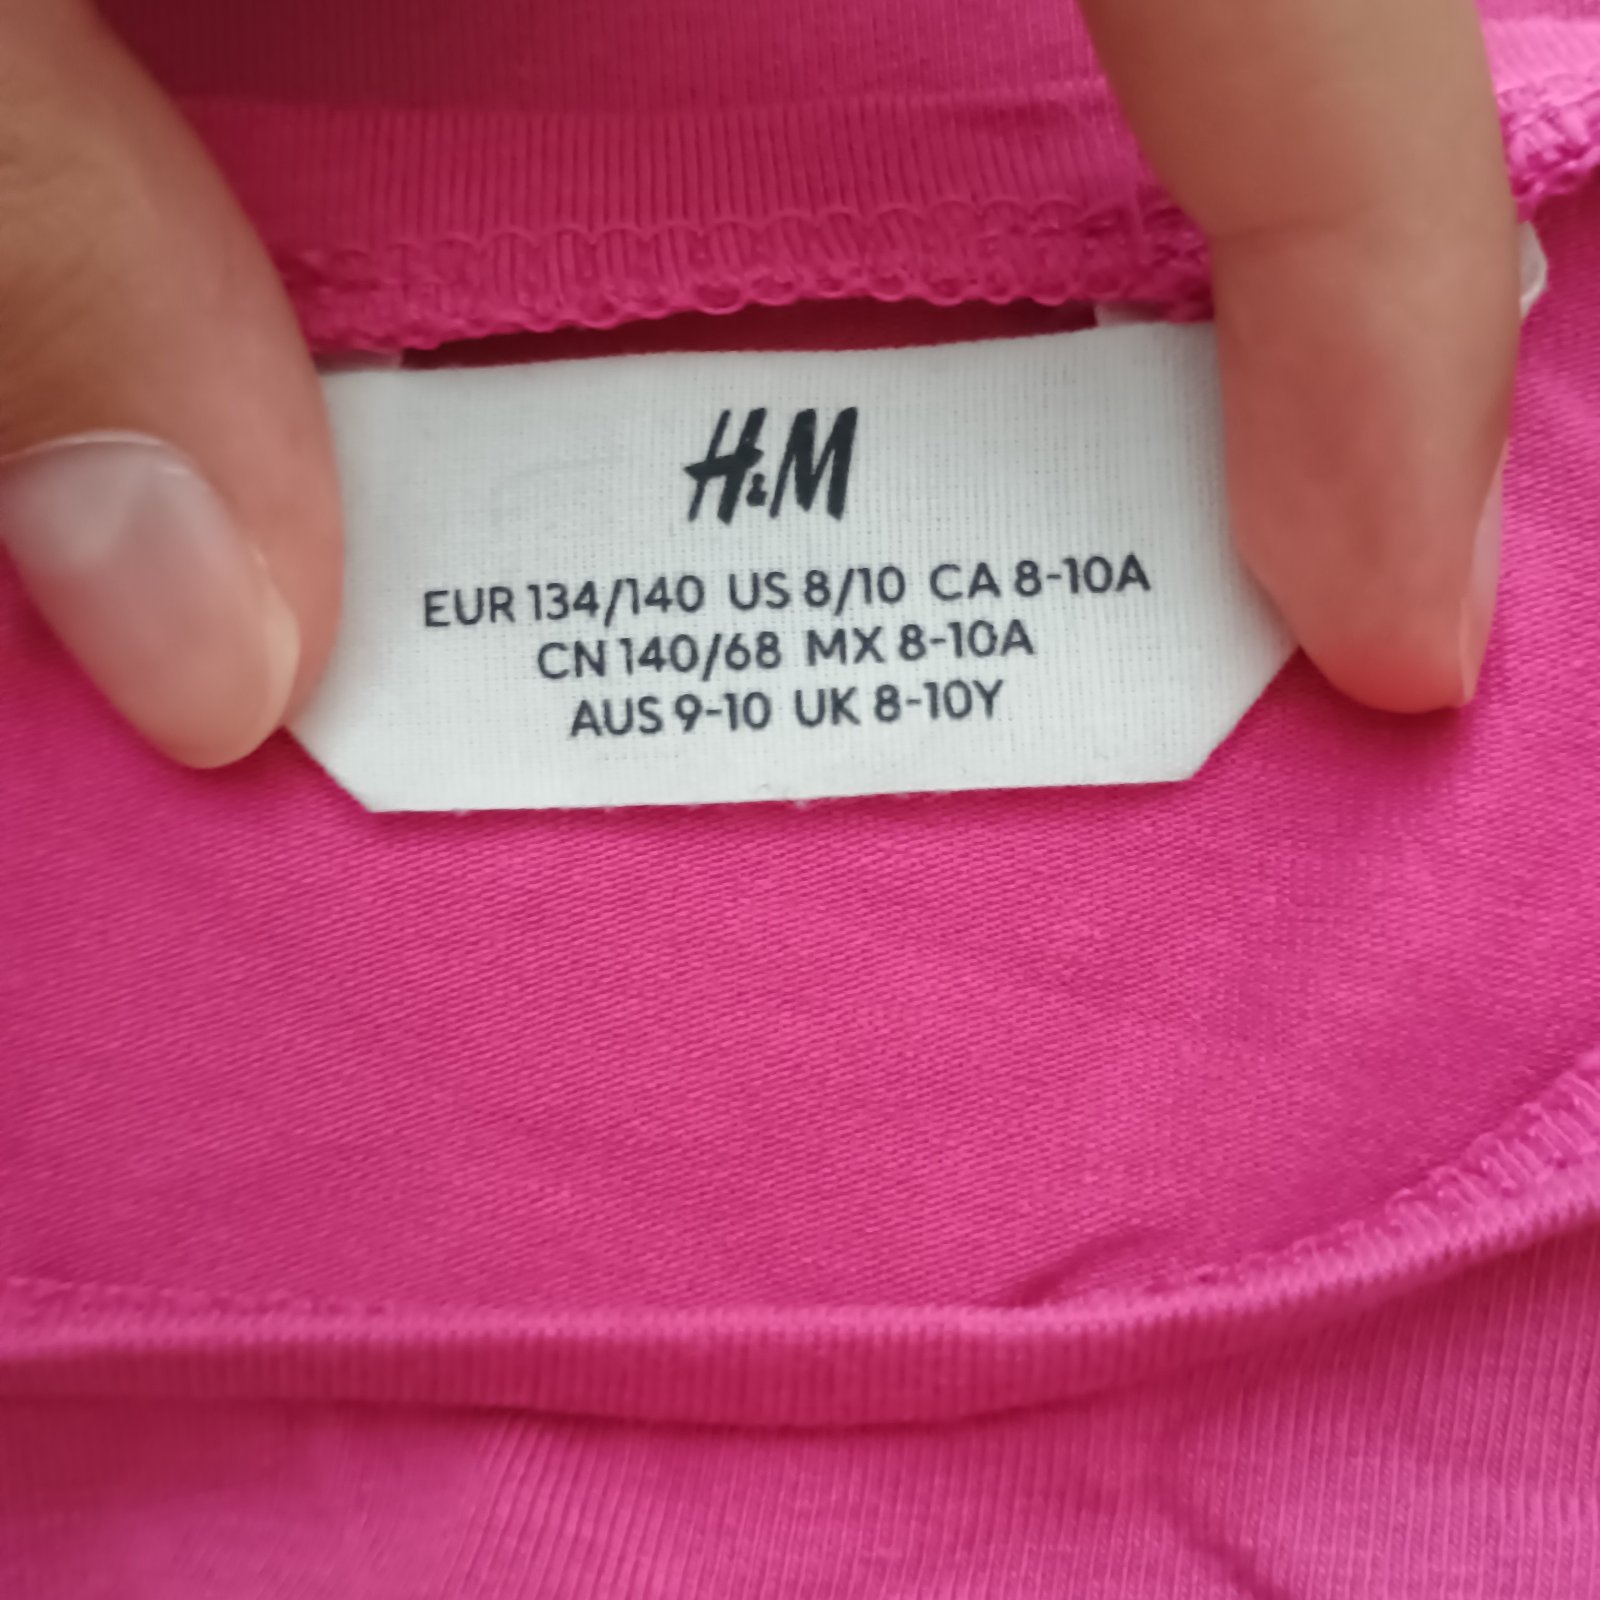 H&M
EUR 134/140 US 8/10 CA 8-10A
CN 140/68 MX 8-10A
AUS 9-10 UK 8-10Y